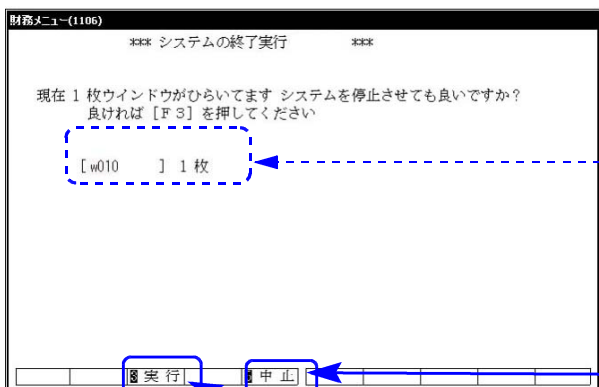 財務メニュー(1106)
*** システムの終了実行 ***
現在 1 枚ウインドウがひらいてます システムを停止させても良いですか?
良ければ [F3] を押してください
[ w010 ] 1 枚
実 行 中 止